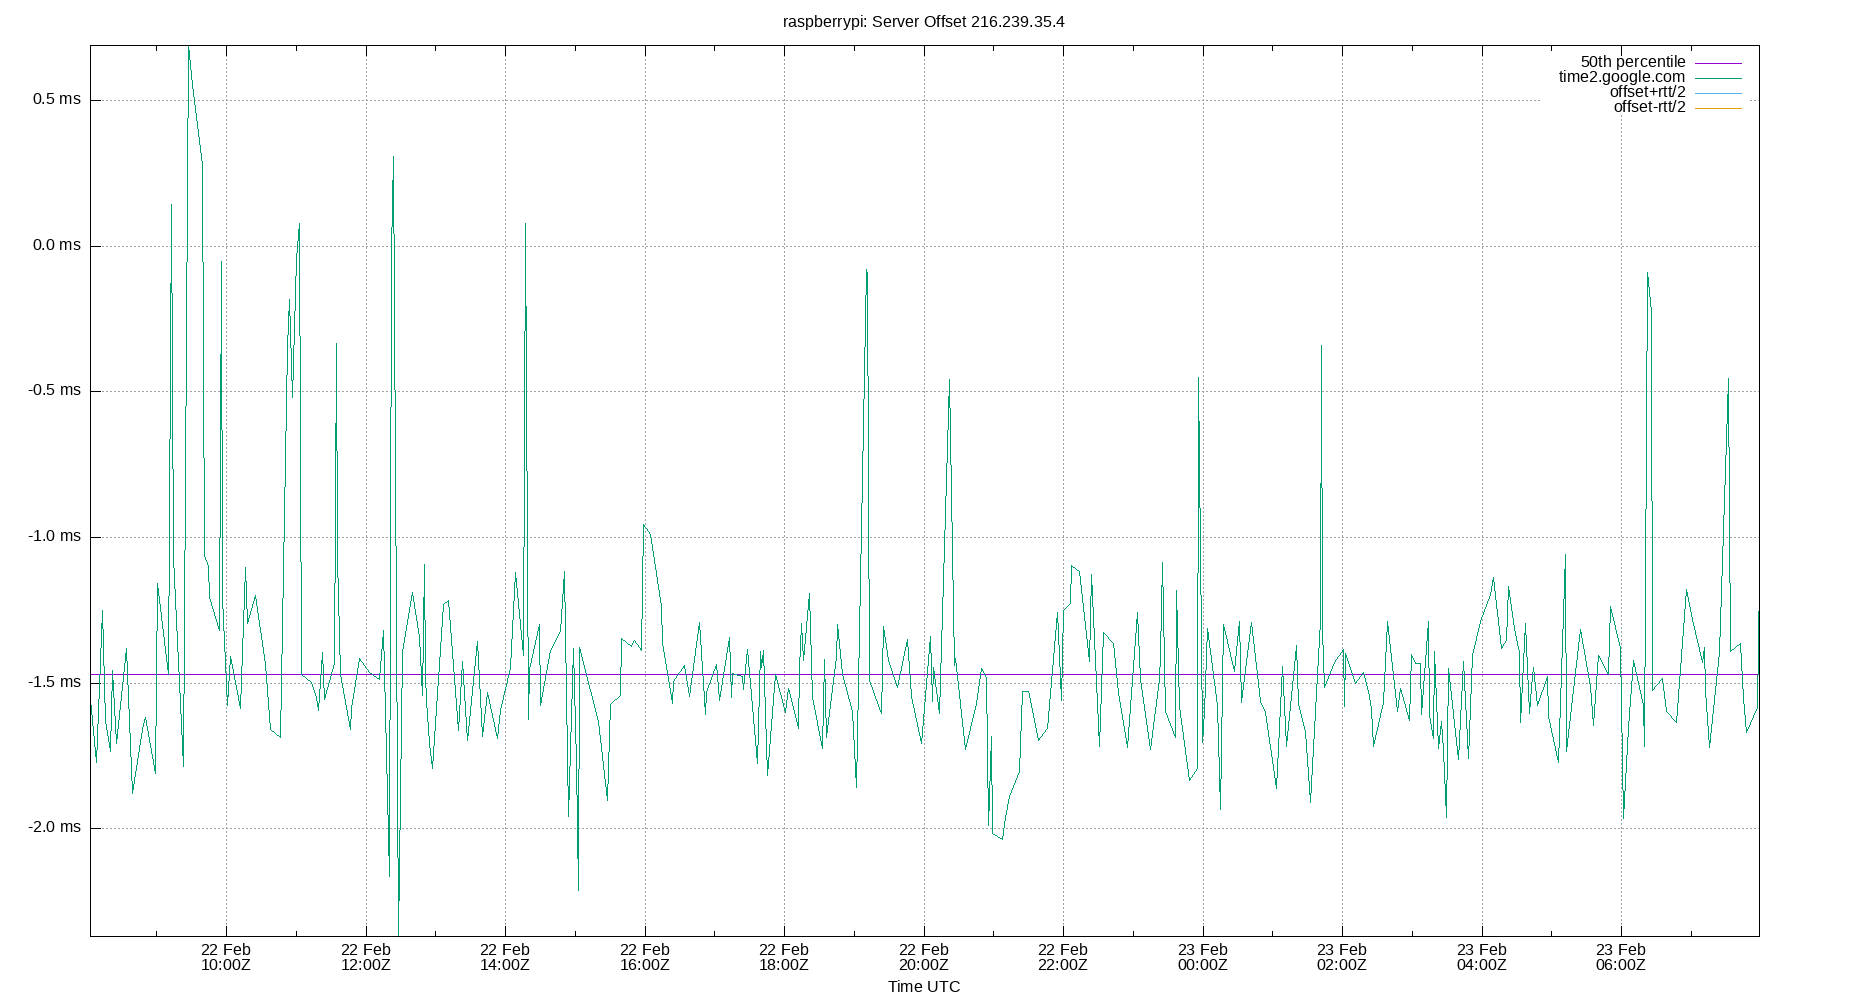 raspberrypi: Server Offset 216.239.35.4
50th percentile
time2.google.com
offset+rtt/2
offset-rtt/2
0.5 ms
0.0 ms
-0.5 ms
-1.0 ms
-1.5 ms
-2.0 ms
22 Feb 22 Feb 22 Feb 22 Feb 22 Feb 22 Feb 22 Feb 23 Feb 23 Feb 23 Feb 23 Feb
10:00Z 12:00Z 14:00Z 16:00Z 18:00Z 20:00Z 22:00Z 00:00Z 02:00Z 04:00Z 06:00Z
Time UTC